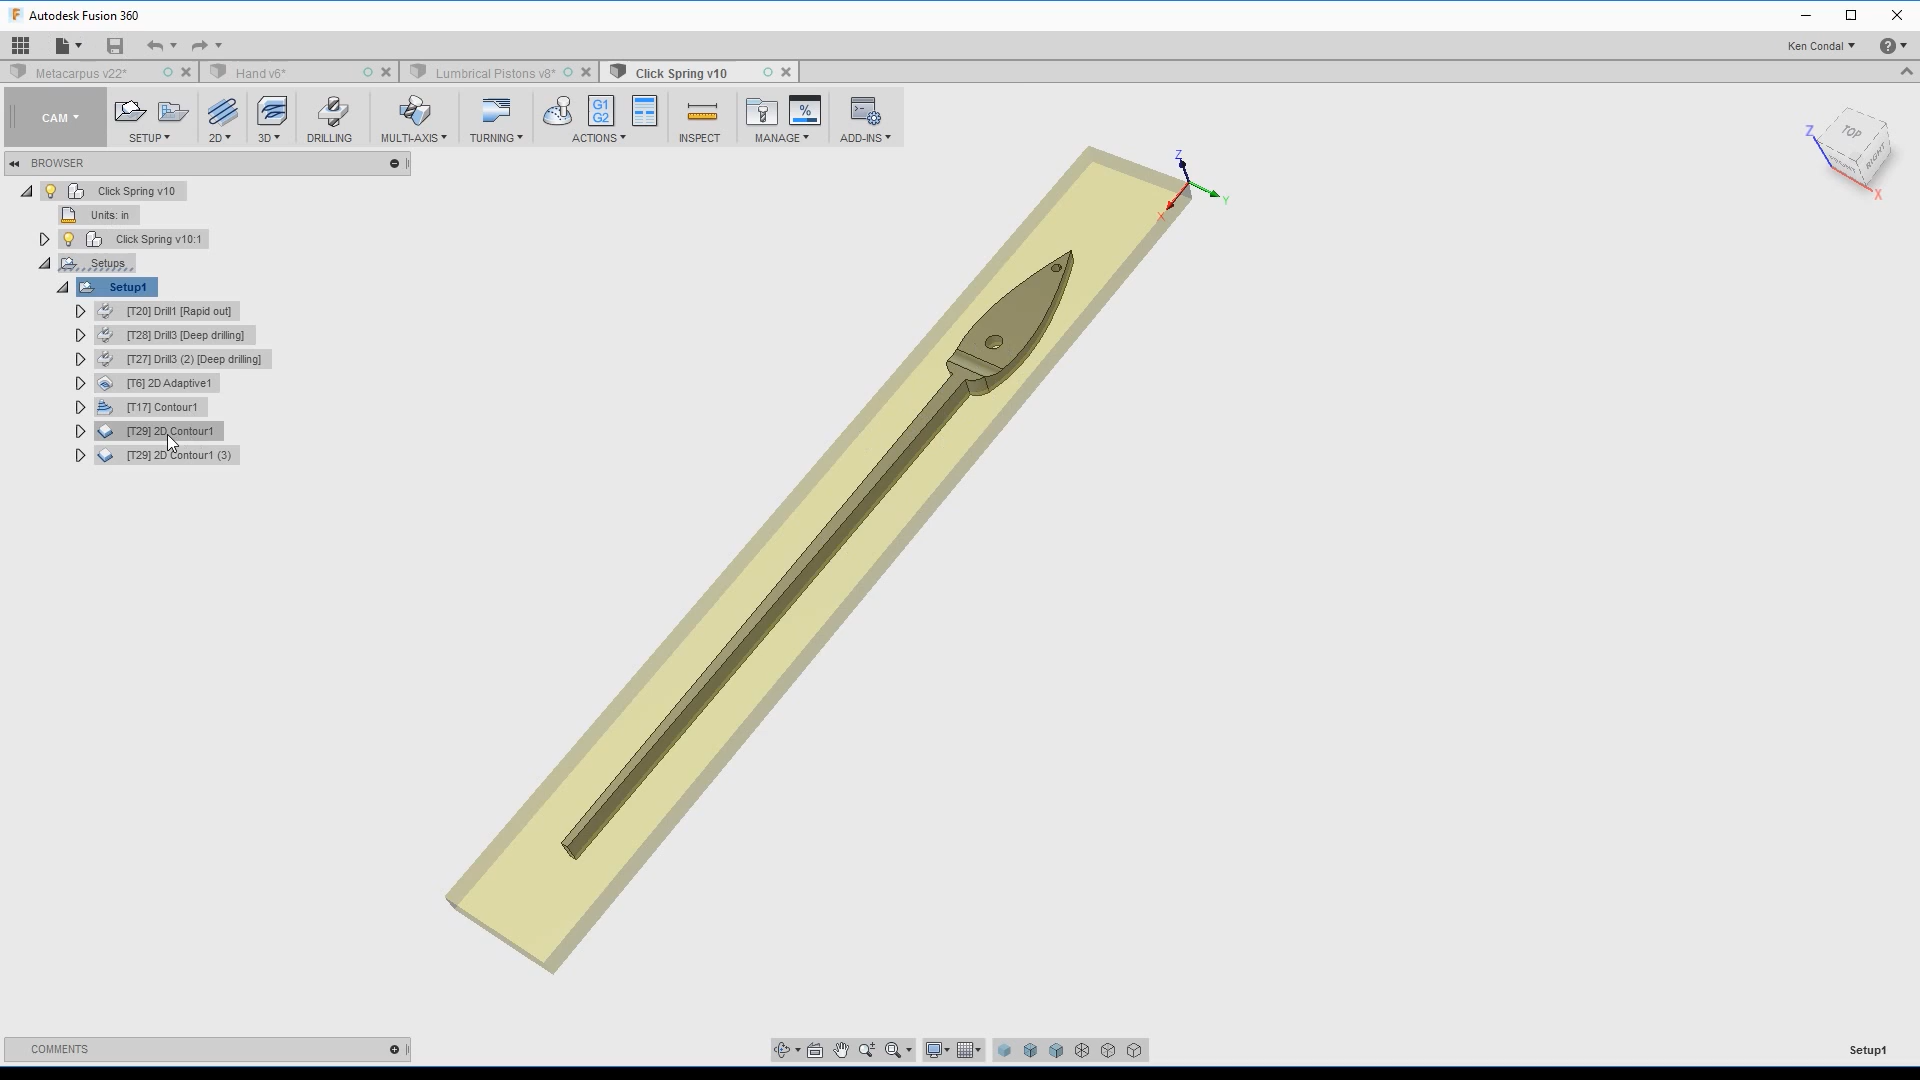 Autodesk Fusion 360
Ken Condal
Metacarpus v22*
Hand v6*
Lumbrical Pistons v8*
Click Spring v10
CAM
G1
G2
%
SETUP
2D
3D
DRILLING
MULTI-AXIS
TURNING
ACTIONS
INSPECT
MANAGE
ADD-INS
BROWSER
Click Spring v10
Units: in
Click Spring v10:1
Setups
Setup1
[T20] Drill1 [Rapid out]
[T28] Drill3 [Deep drilling]
[T27] Drill3 (2) [Deep drilling]
[T6] 2D Adaptive1
[T17] Contour1
[T29] 2D Contour1
[T29] 2D Contour1 (3)
Z
Y
X
Z
TOP
RIGHT
X
COMMENTS
Setup1